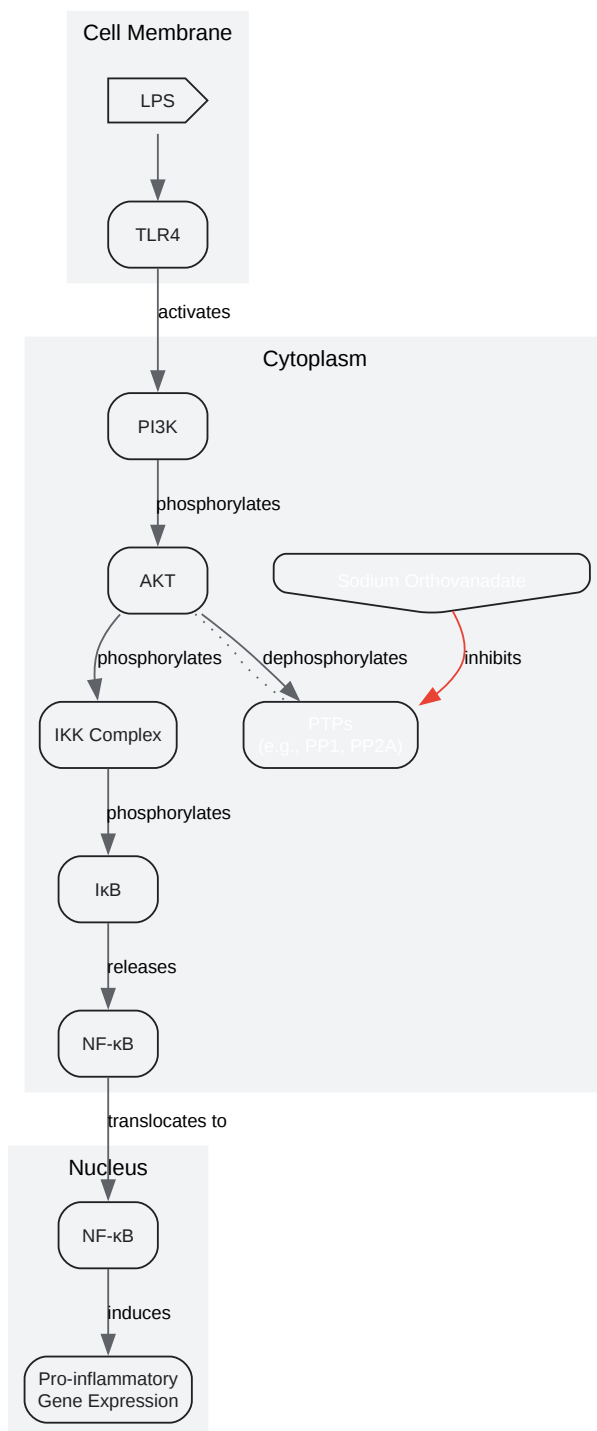 Cell Membrane
LPS
TLR4
activates
Cytoplasm
PI3K
phosphorylates
AKT
Sodium Orthovanadate
phosphorylates
dephosphorylates
inhibits
IKK Complex
PTPs
(e.g., PP1, PP2A)
phosphorylates
IκB
releases
NF-κB
translocates to
Nucleus
NF-κB
induces
Pro-inflammatory
Gene Expression